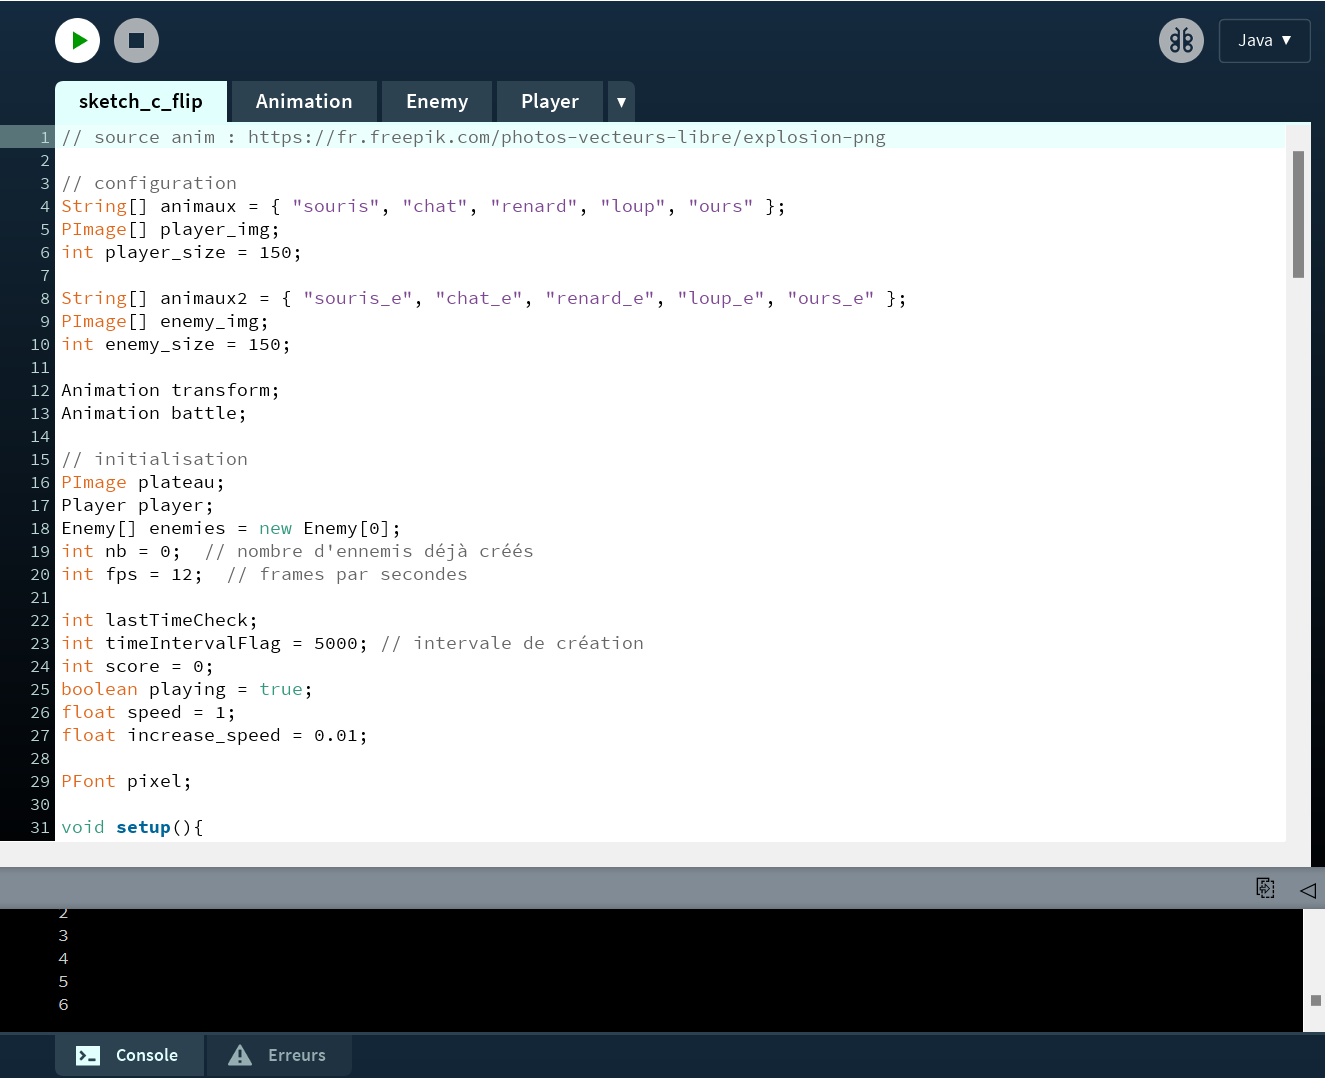 Java ▼
sketch_c_flip Animation Enemy Player ▼
1 // source anim : https://fr.freepik.com/photos-vecteurs-libre/explosion-png
2
3 // configuration
4 String[] animaux = { "souris", "chat", "renard", "loup", "ours" };
5 PImage[] player_img;
6 int player_size = 150;
7
8 String[] animaux2 = { "souris_e", "chat_e", "renard_e", "loup_e", "ours_e" };
9 PImage[] enemy_img;
10 int enemy_size = 150;
11
12 Animation transform;
13 Animation battle;
14
15 // initialisation
16 PImage plateau;
17 Player player;
18 Enemy[] enemies = new Enemy[0];
19 int nb = 0;  // nombre d'ennemis déjà créés
20 int fps = 12;  // frames par secondes
21
22 int lastTimeCheck;
23 int timeIntervalFlag = 5000; // intervale de création
24 int score = 0;
25 boolean playing = true;
26 float speed = 1;
27 float increase_speed = 0.01;
28
29 PFont pixel;
30
31 void setup(){
2
3
4
5
6
Console Erreurs